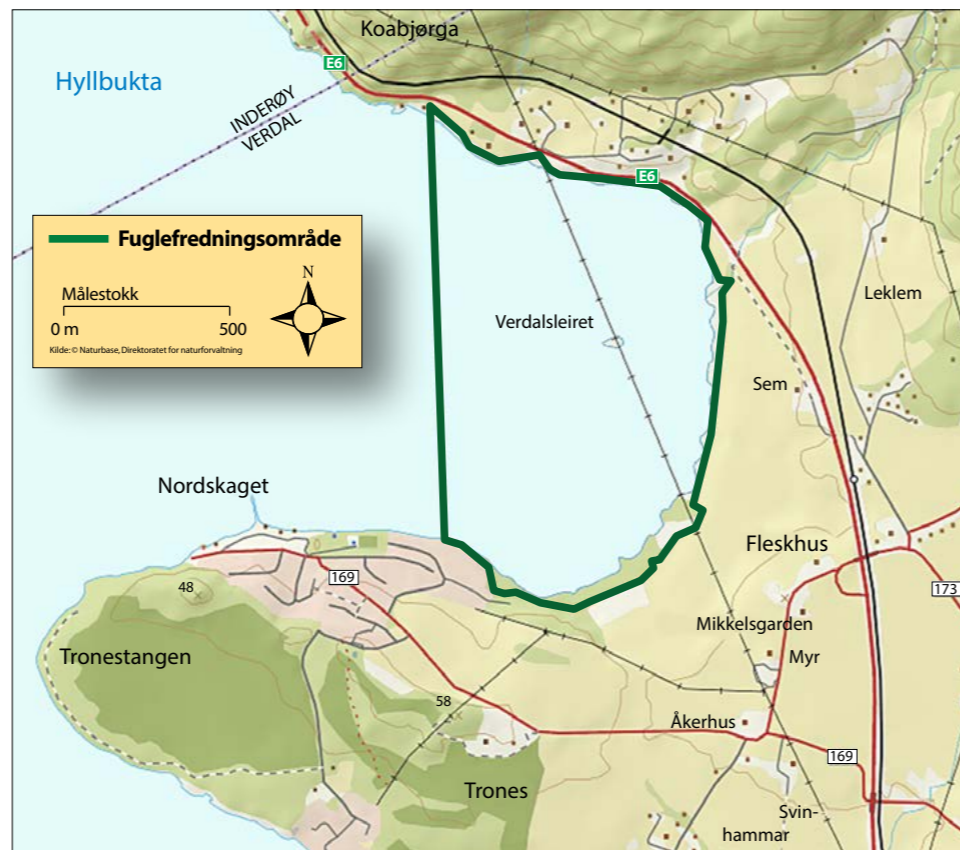 Koabjørga
E6
Hyllbukta
INDERØY
VERDAL
E6
Fuglefredningsområde
N
Målestokk
0 m 500
Kilde: © Naturbase, Direktoratet for naturforvaltning
Verdalsleiret
Leklem
Sem
Nordskaget
Fleskhus
169
48
173
Mikkelsgarden
Myr
Tronestangen
58
Åkerhus
169
Trones
Svin-
hammar